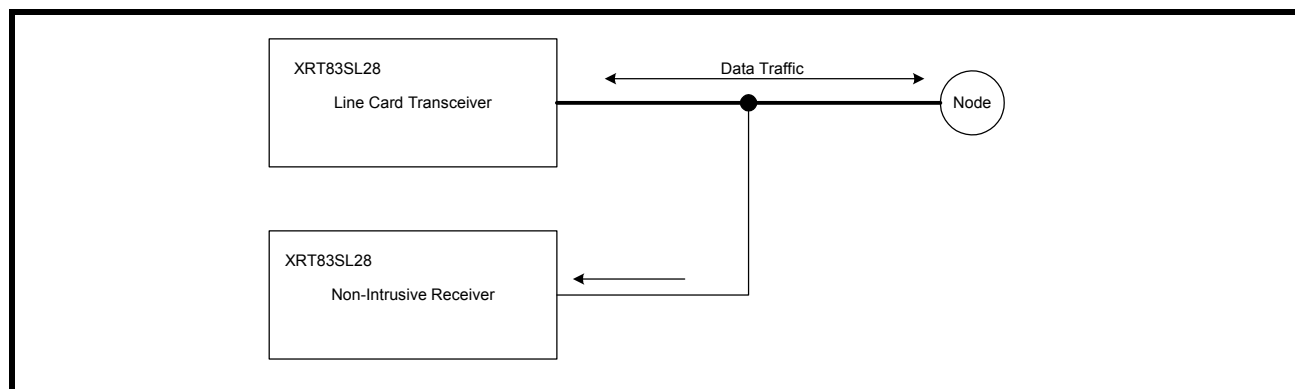 XRT83SL28
Line Card Transceiver
Data Traffic
Node
XRT83SL28
Non-Intrusive Receiver